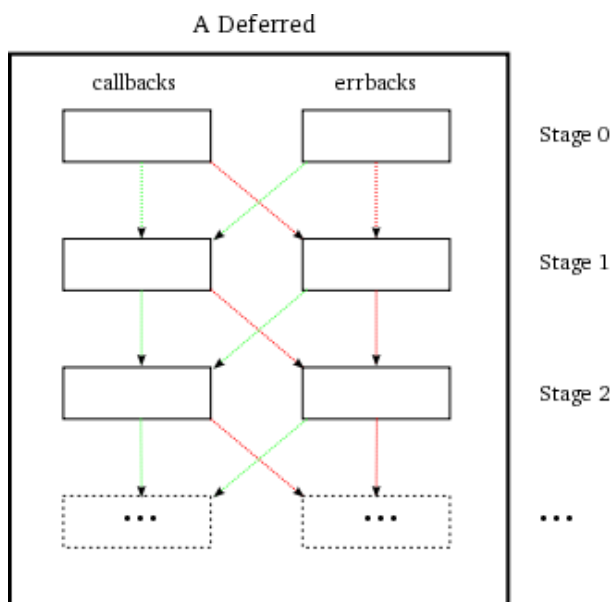 A Deferred
callbacks errbacks
Stage 0
Stage 1
Stage 2
... ... ...